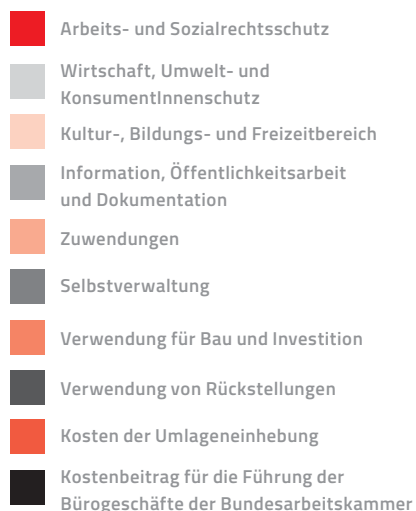 Arbeits- und Sozialrechtsschutz
Wirtschaft, Umwelt- und
KonsumentInnenschutz
Kultur-, Bildungs- und Freizeitbereich
Information, Öffentlichkeitsarbeit
und Dokumentation
Zuwendungen
Selbstverwaltung
Verwendung für Bau und Investition
Verwendung von Rückstellungen
Kosten der Umlageneinhebung
Kostenbeitrag für die Führung der
Bürogeschäfte der Bundesarbeitskammer